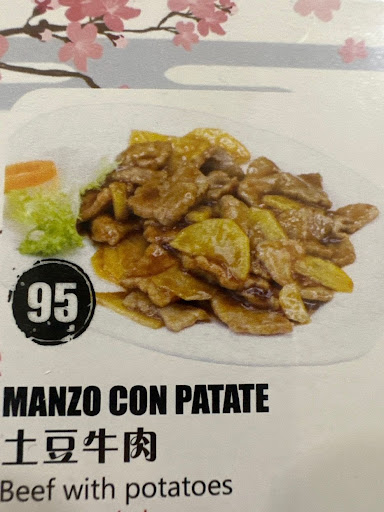 95
MANZO CON PATATE
土豆牛肉
Beef with potatoes